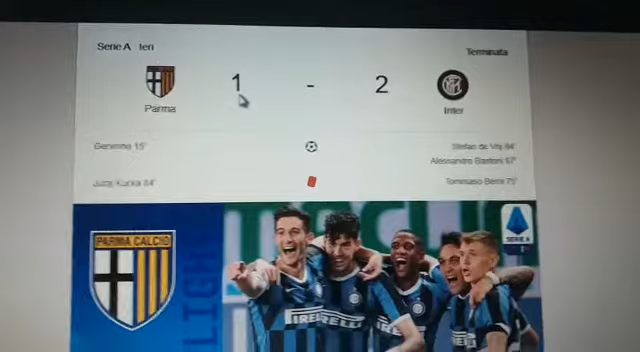 Serie A Ieri
Terminata
1 - 2
Parma
Inter
Gervinho 15'
Stefan de Vrij 84'
Alessandro Bastoni 87'
Juraj Kucka 84'
Tommaso Berni 75'
PARMA CALCIO
SERIE A
PIRELLI